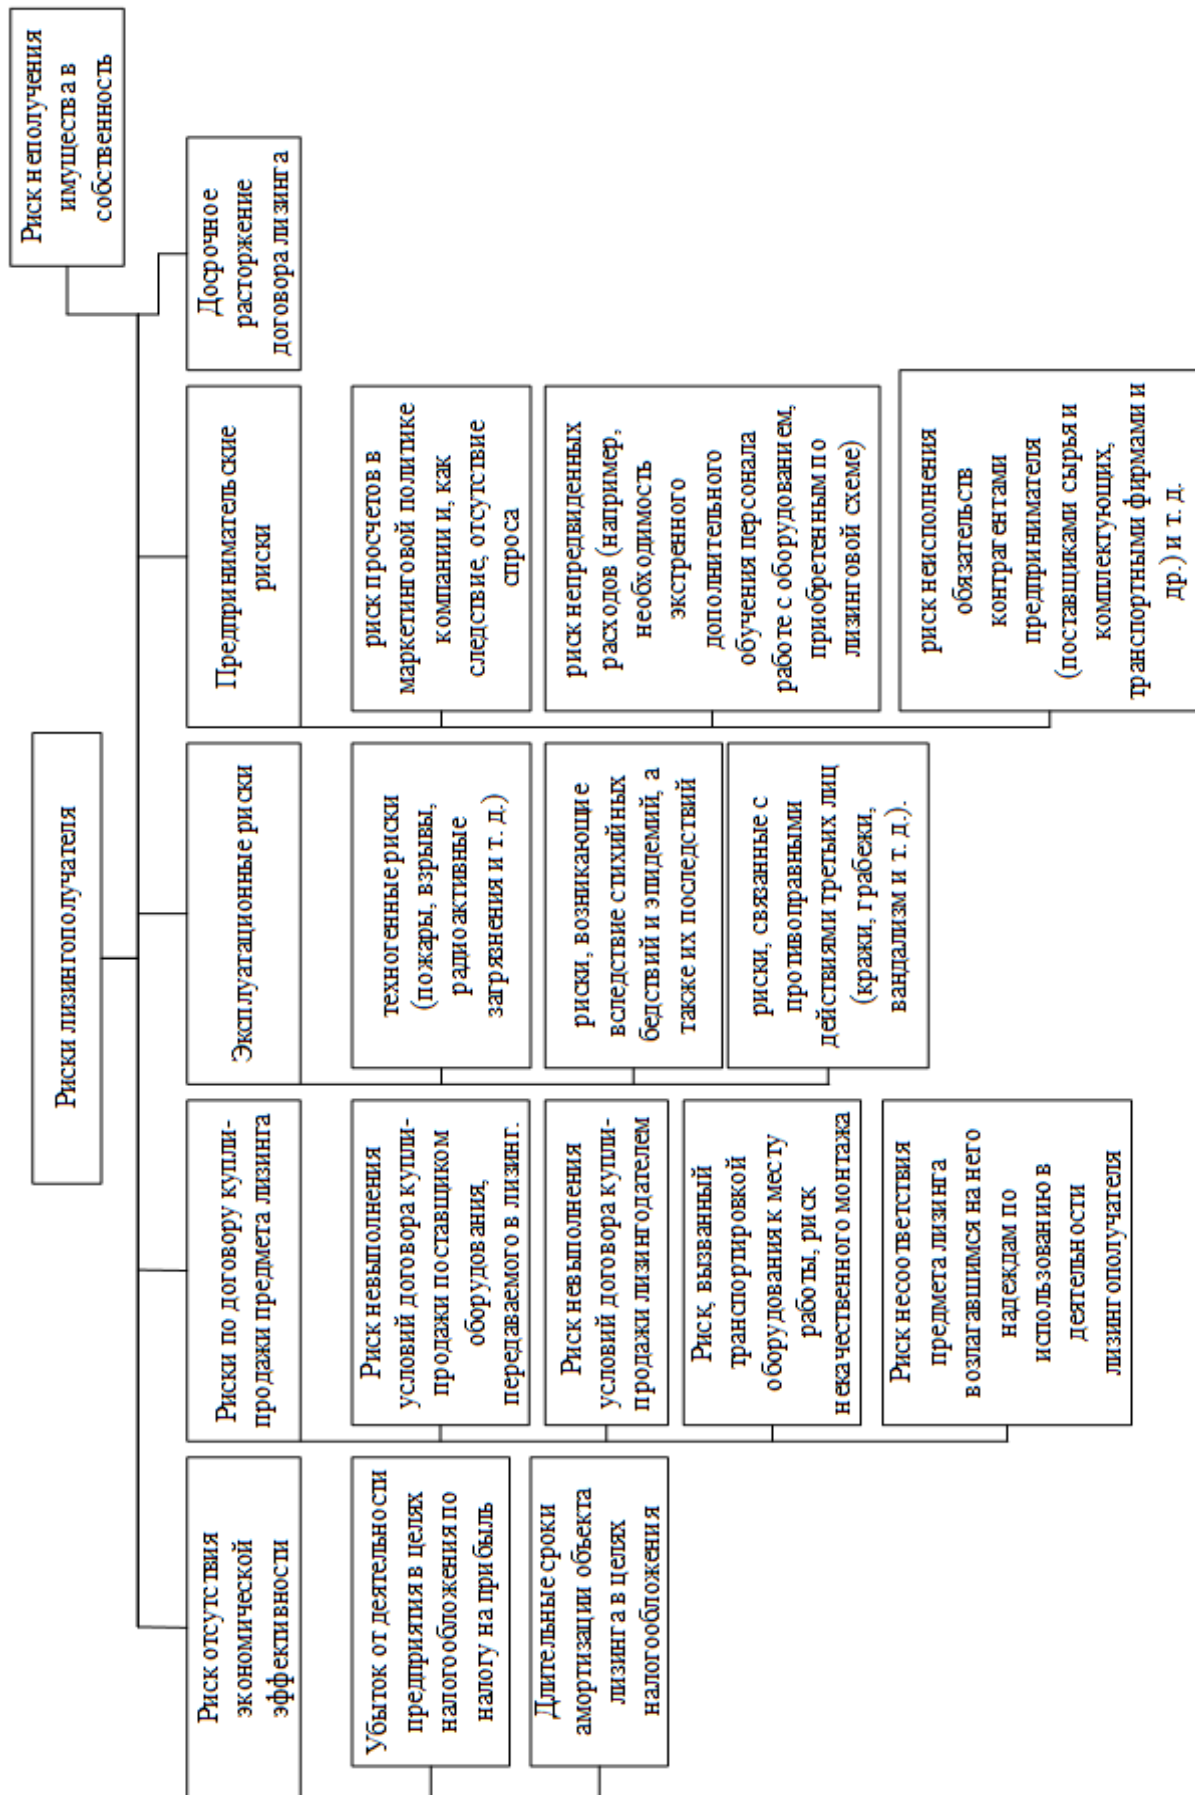 Риски лизингополучателя
Риск неполучения
имущества в
собственность
Риск отсутствия
экономической
эффективности
Убыток от деятельности
предприятия в целях
налогообложения по
налогу на прибыль
Длительные сроки
амортизации объекта
лизинга в целях
налогообложения
Риски по договору купли-
продажи предмета лизинга
Риск невыполнения
условий договора купли-
продажи поставщиком
оборудования,
передаваемого в лизинг.
Риск невыполнения
условий договора купли-
продажи лизингодателем
Риск, вызванный
транспортировкой
оборудования к месту
работы, риск
некачественного монтажа
Риск несоответствия
предмета лизинга
возлагавшимся на него
надеждам по
использованию в
деятельности
лизингополучателя
Эксплуатационные риски
техногенные риски
(пожары, взрывы,
радиоактивные
загрязнения и т. д.)
риски, возникающие
вследствие стихийных
бедствий и эпидемий, а
также их последствий
риски, связанные с
противоправными
действиями третьих лиц
(кражи, грабежи,
вандализм и т. д.).
Предпринимательские
риски
риск просчетов в
маркетинговой политике
компании и, как
следствие, отсутствие
спроса
риск непредвиденных
расходов (например,
необходимость
экстренного
дополнительного
обучения персонала
работе с оборудованием,
приобретенным по
лизинговой схеме)
риск неисполнения
обязательств
контрагентами
предпринимателя
(поставщиками сырья и
комплектующих,
транспортными фирмами и
др.) и т. д.
Досрочное
расторжение
договора лизинга